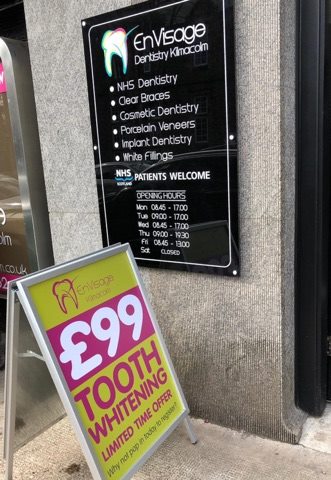 EnVisage
Dentistry Kilmacolm
• NHS Dentistry
• Clear Braces
• Cosmetic Dentistry
• Porcelain Veneers
• Implant Dentistry
• White Fillings
NHS PATIENTS WELCOME
SCOTLAND
OPENING HOURS
Mon 08.45 - 17.00
Tue 09.00 - 17.00
Wed 08.45 - 17.00
Thu 09.00 - 19.30
Fri 08.45 - 13.00
Sat CLOSED
EnVisage
Kilmacolm
£99
TOOTH
WHITENING
LIMITED TIME OFFER
Why not pop in today to register?
olm
m.co.uk